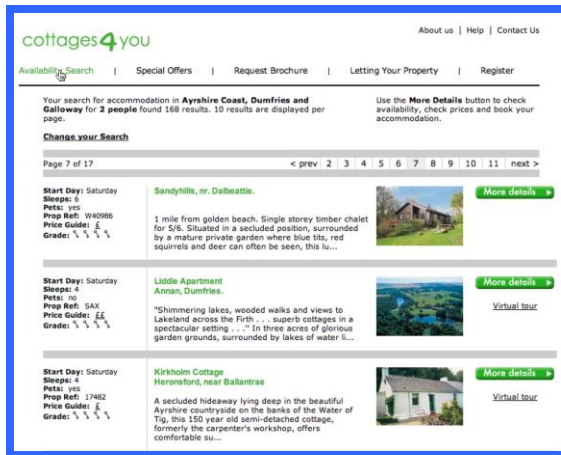 About us | Help | Contact Us
cottages4you
Availability Search | Special Offers | Request Brochure | Letting Your Property | Register
Your search for accommodation in Ayrshire Coast, Dumfries and
Galloway for 2 people found 168 results. 10 results are displayed per
page.
Use the More Details button to check
availability, check prices and book your
accommodation.
Change your Search
Page 7 of 17
< prev 2 3 4 5 6 7 8 9 10 11 next >
Start Day: Saturday
Sleeps: 6
Pets: yes
Prop Ref: W40986
Price Guide: £
Grade:
Sandyhills, nr. Dalbeattie.
1 mile from golden beach. Single storey timber chalet
for 5/6. Situated in a secluded position, surrounded
by a mature private garden where blue tits, red
squirrels and deer can often be seen, this lu...
More details
Start Day: Saturday
Sleeps: 4
Pets: no
Prop Ref: SAX
Price Guide: ££
Grade:
Liddle Apartment
Annan, Dumfries.
"Shimmering lakes, wooded walks and views to
Lakeland across the Firth . . . superb cottages in a
spectacular setting . . ." In three acres of glorious
garden grounds, surrounded by lakes of water li...
More details
Virtual tour
Start Day: Saturday
Sleeps: 4
Pets: yes
Prop Ref: 17482
Price Guide: £
Grade:
Kirkholm Cottage
Heronsford, near Ballantrae
A secluded hideaway lying deep in the beautiful
Ayrshire countryside on the banks of the Water of
Tig, this 150 year old semi-detached cottage,
formerly the carpenter's workshop, offers
comfortable su...
More details
Virtual tour